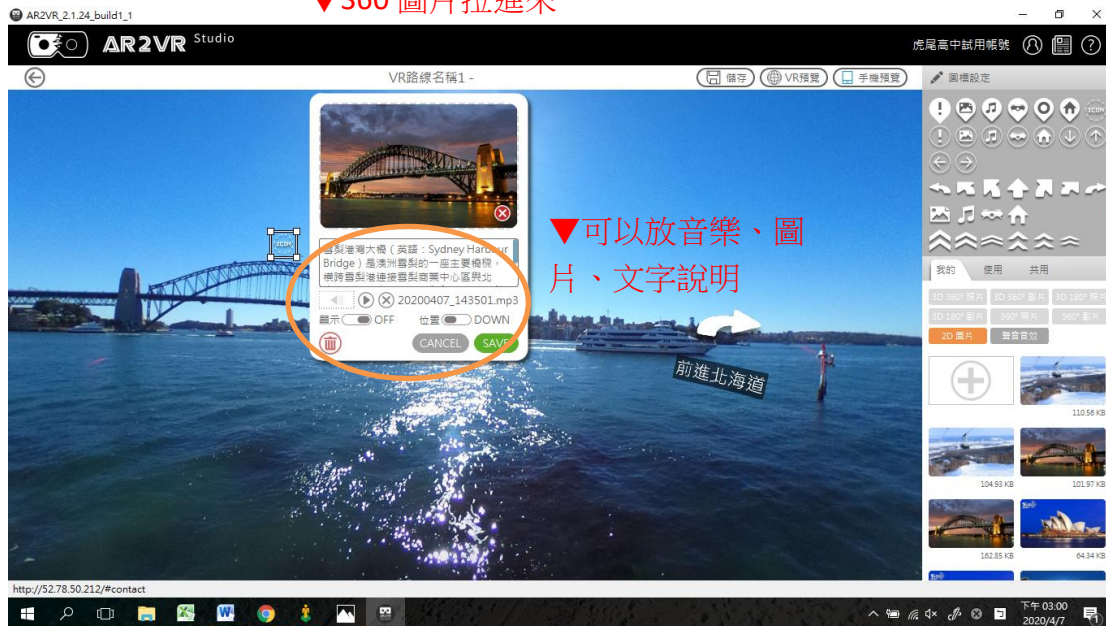 ▼360 圖片拉進來
AR2VR_2.1.24_build1_1
AR2VR Studio
虎尾高中試用帳號
VR路線名稱1 -
儲存
VR預覽
手機預覽
圖標設定
ICON
ICON
▼可以放音樂、圖
片、文字說明
雪梨港灣大橋（英語：Sydney Harbour
Bridge）是澳洲雪梨的一座主要橋樑，
橫跨雪梨港連接雪梨商業中心區與北
20200407_143501.mp3
顯示 OFF 位置 DOWN
CANCEL SAVE
前進北海道
我的 使用 共用
3D 360° 照片 3D 360° 影片 3D 180° 照片
3D 180° 影片 360° 照片 360° 影片
2D 圖片 聲音音效
110.56 KB
104.93 KB 101.97 KB
162.85 KB 64.34 KB
http://52.78.50.212/#contact
下午 03:00
2020/4/7